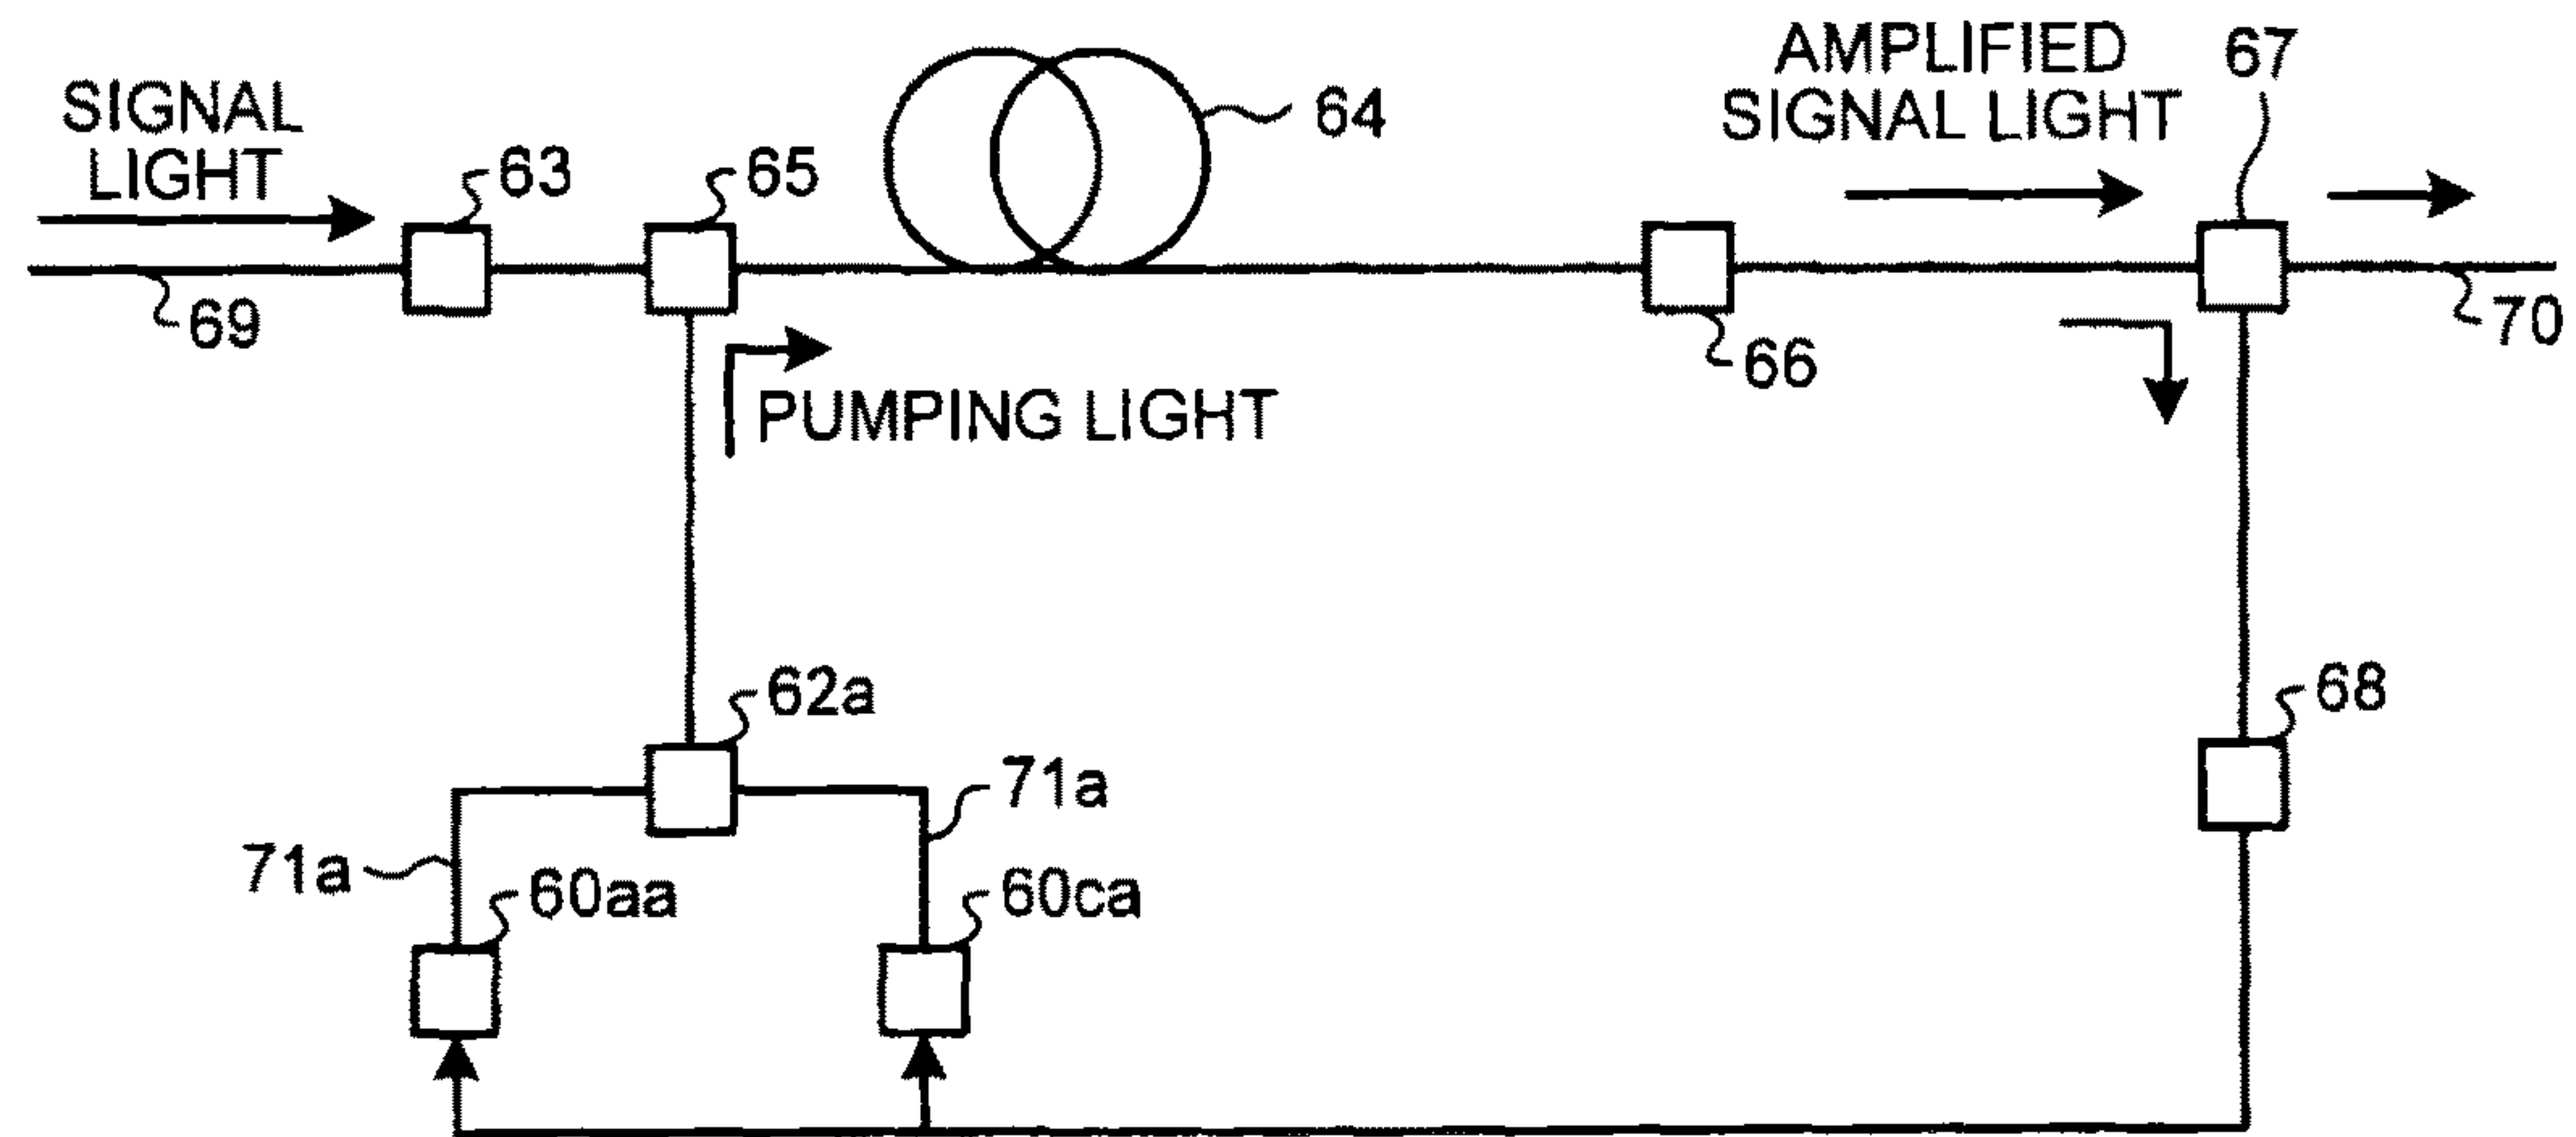 SIGNAL
LIGHT
63
65
64
AMPLIFIED
SIGNAL LIGHT
67
69
66
70
PUMPING LIGHT
62a
68
71a
71a
60aa
60ca